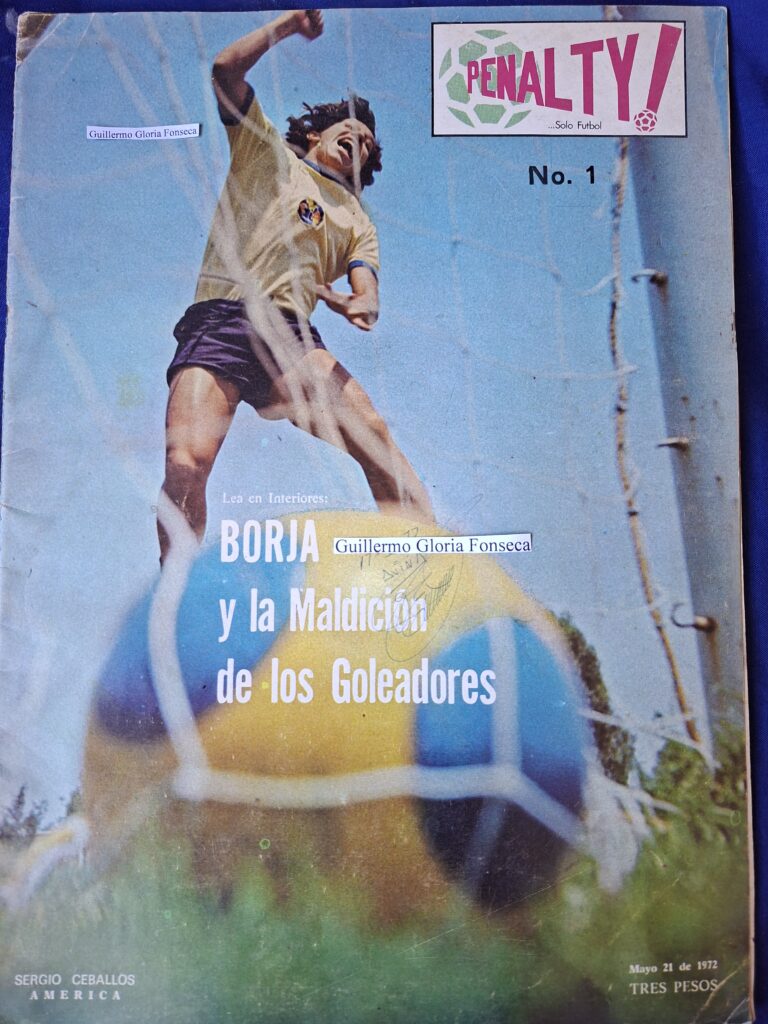 PENALTY!
...Solo Futbol
Guillermo Gloria Fonseca
No. 1
Lea en Interiores:
BORJA
Guillermo Gloria Fonseca
y la Maldición
de los Goleadores
SERGIO CEBALLOS
AMERICA
Mayo 21 de 1972
TRES PESOS